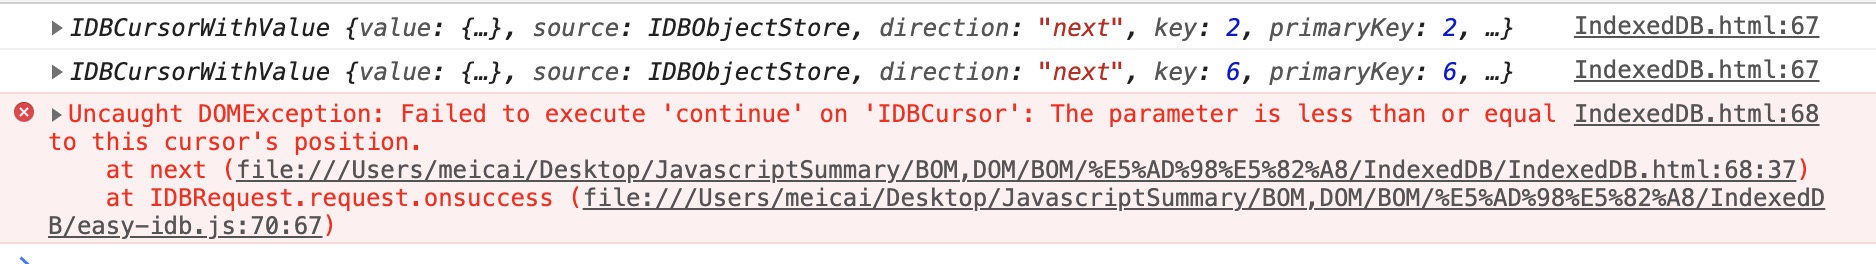 ▶IDBCursorWithValue {value: {…}, source: IDBObjectStore, direction: "next", key: 2, primaryKey: 2, …} IndexedDB.html:67
▶IDBCursorWithValue {value: {…}, source: IDBObjectStore, direction: "next", key: 6, primaryKey: 6, …} IndexedDB.html:67
▶Uncaught DOMException: Failed to execute 'continue' on 'IDBCursor': The parameter is less than or equal IndexedDB.html:68
to this cursor's position.
at next (file:///Users/meicai/Desktop/JavascriptSummary/BOM,DOM/BOM/%E5%AD%98%E5%82%A8/IndexedDB/IndexedDB.html:68:37)
at IDBRequest.request.onsuccess (file:///Users/meicai/Desktop/JavascriptSummary/BOM,DOM/BOM/%E5%AD%98%E5%82%A8/IndexedD
B/easy-idb.js:70:67)